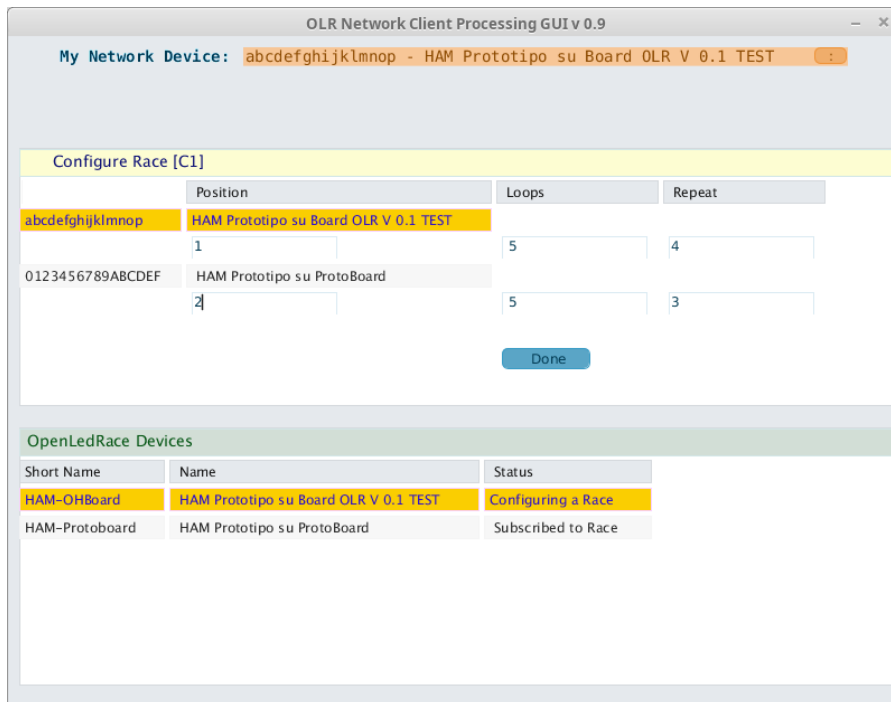 OLR Network Client Processing GUI v 0.9
My Network Device: abcdefghijklmnop - HAM Prototipo su Board OLR V 0.1 TEST :
Configure Race [C1]
Position Loops Repeat
abcdefghijklmnop HAM Prototipo su Board OLR V 0.1 TEST
1 5 4
0123456789ABCDEF HAM Prototipo su ProtoBoard
2 5 3
Done
OpenLedRace Devices
Short Name Name Status
HAM-OHBoard HAM Prototipo su Board OLR V 0.1 TEST Configuring a Race
HAM-Protoboard HAM Prototipo su ProtoBoard Subscribed to Race